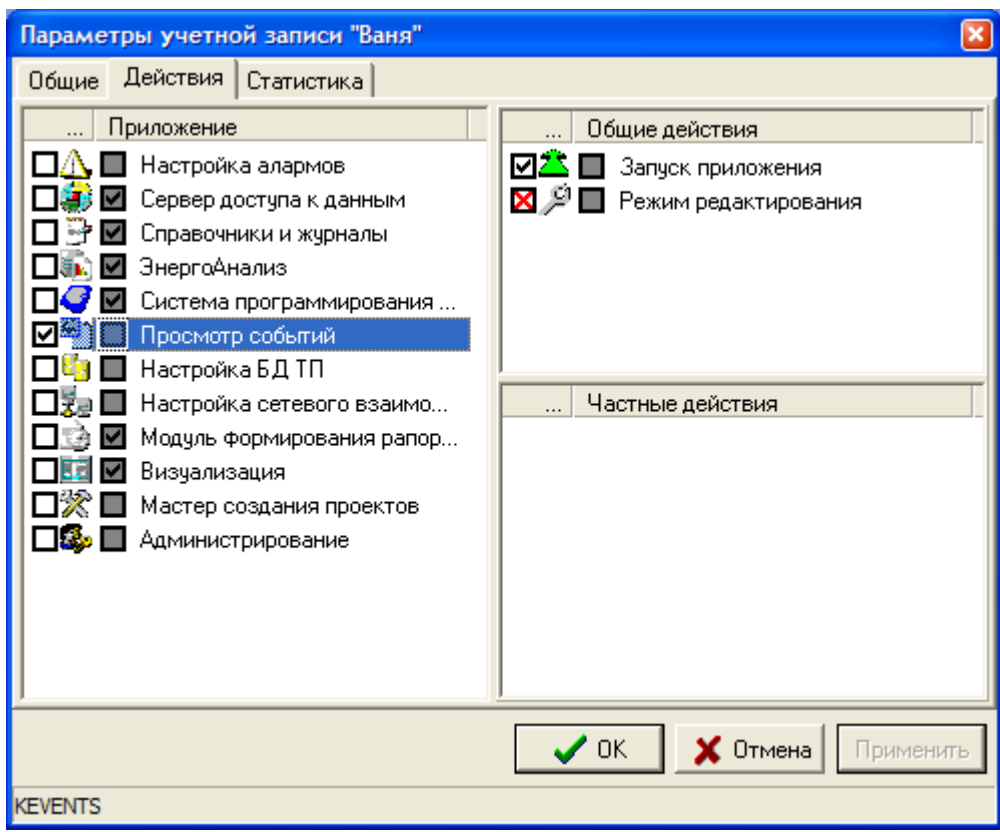 Параметры учетной записи "Ваня"
Общие Действия Статистика
... Приложение
Настройка алармов
Сервер доступа к данным
Справочники и журналы
ЭнергоАнализ
Система программирования ...
Просмотр событий
Настройка БД ТП
Настройка сетевого взаимо...
Модуль формирования рапор...
Визуализация
Мастер создания проектов
Администрирование
... Общие действия
Запуск приложения
Режим редактирования
... Частные действия
OK Отмена Применить
KEVENTS